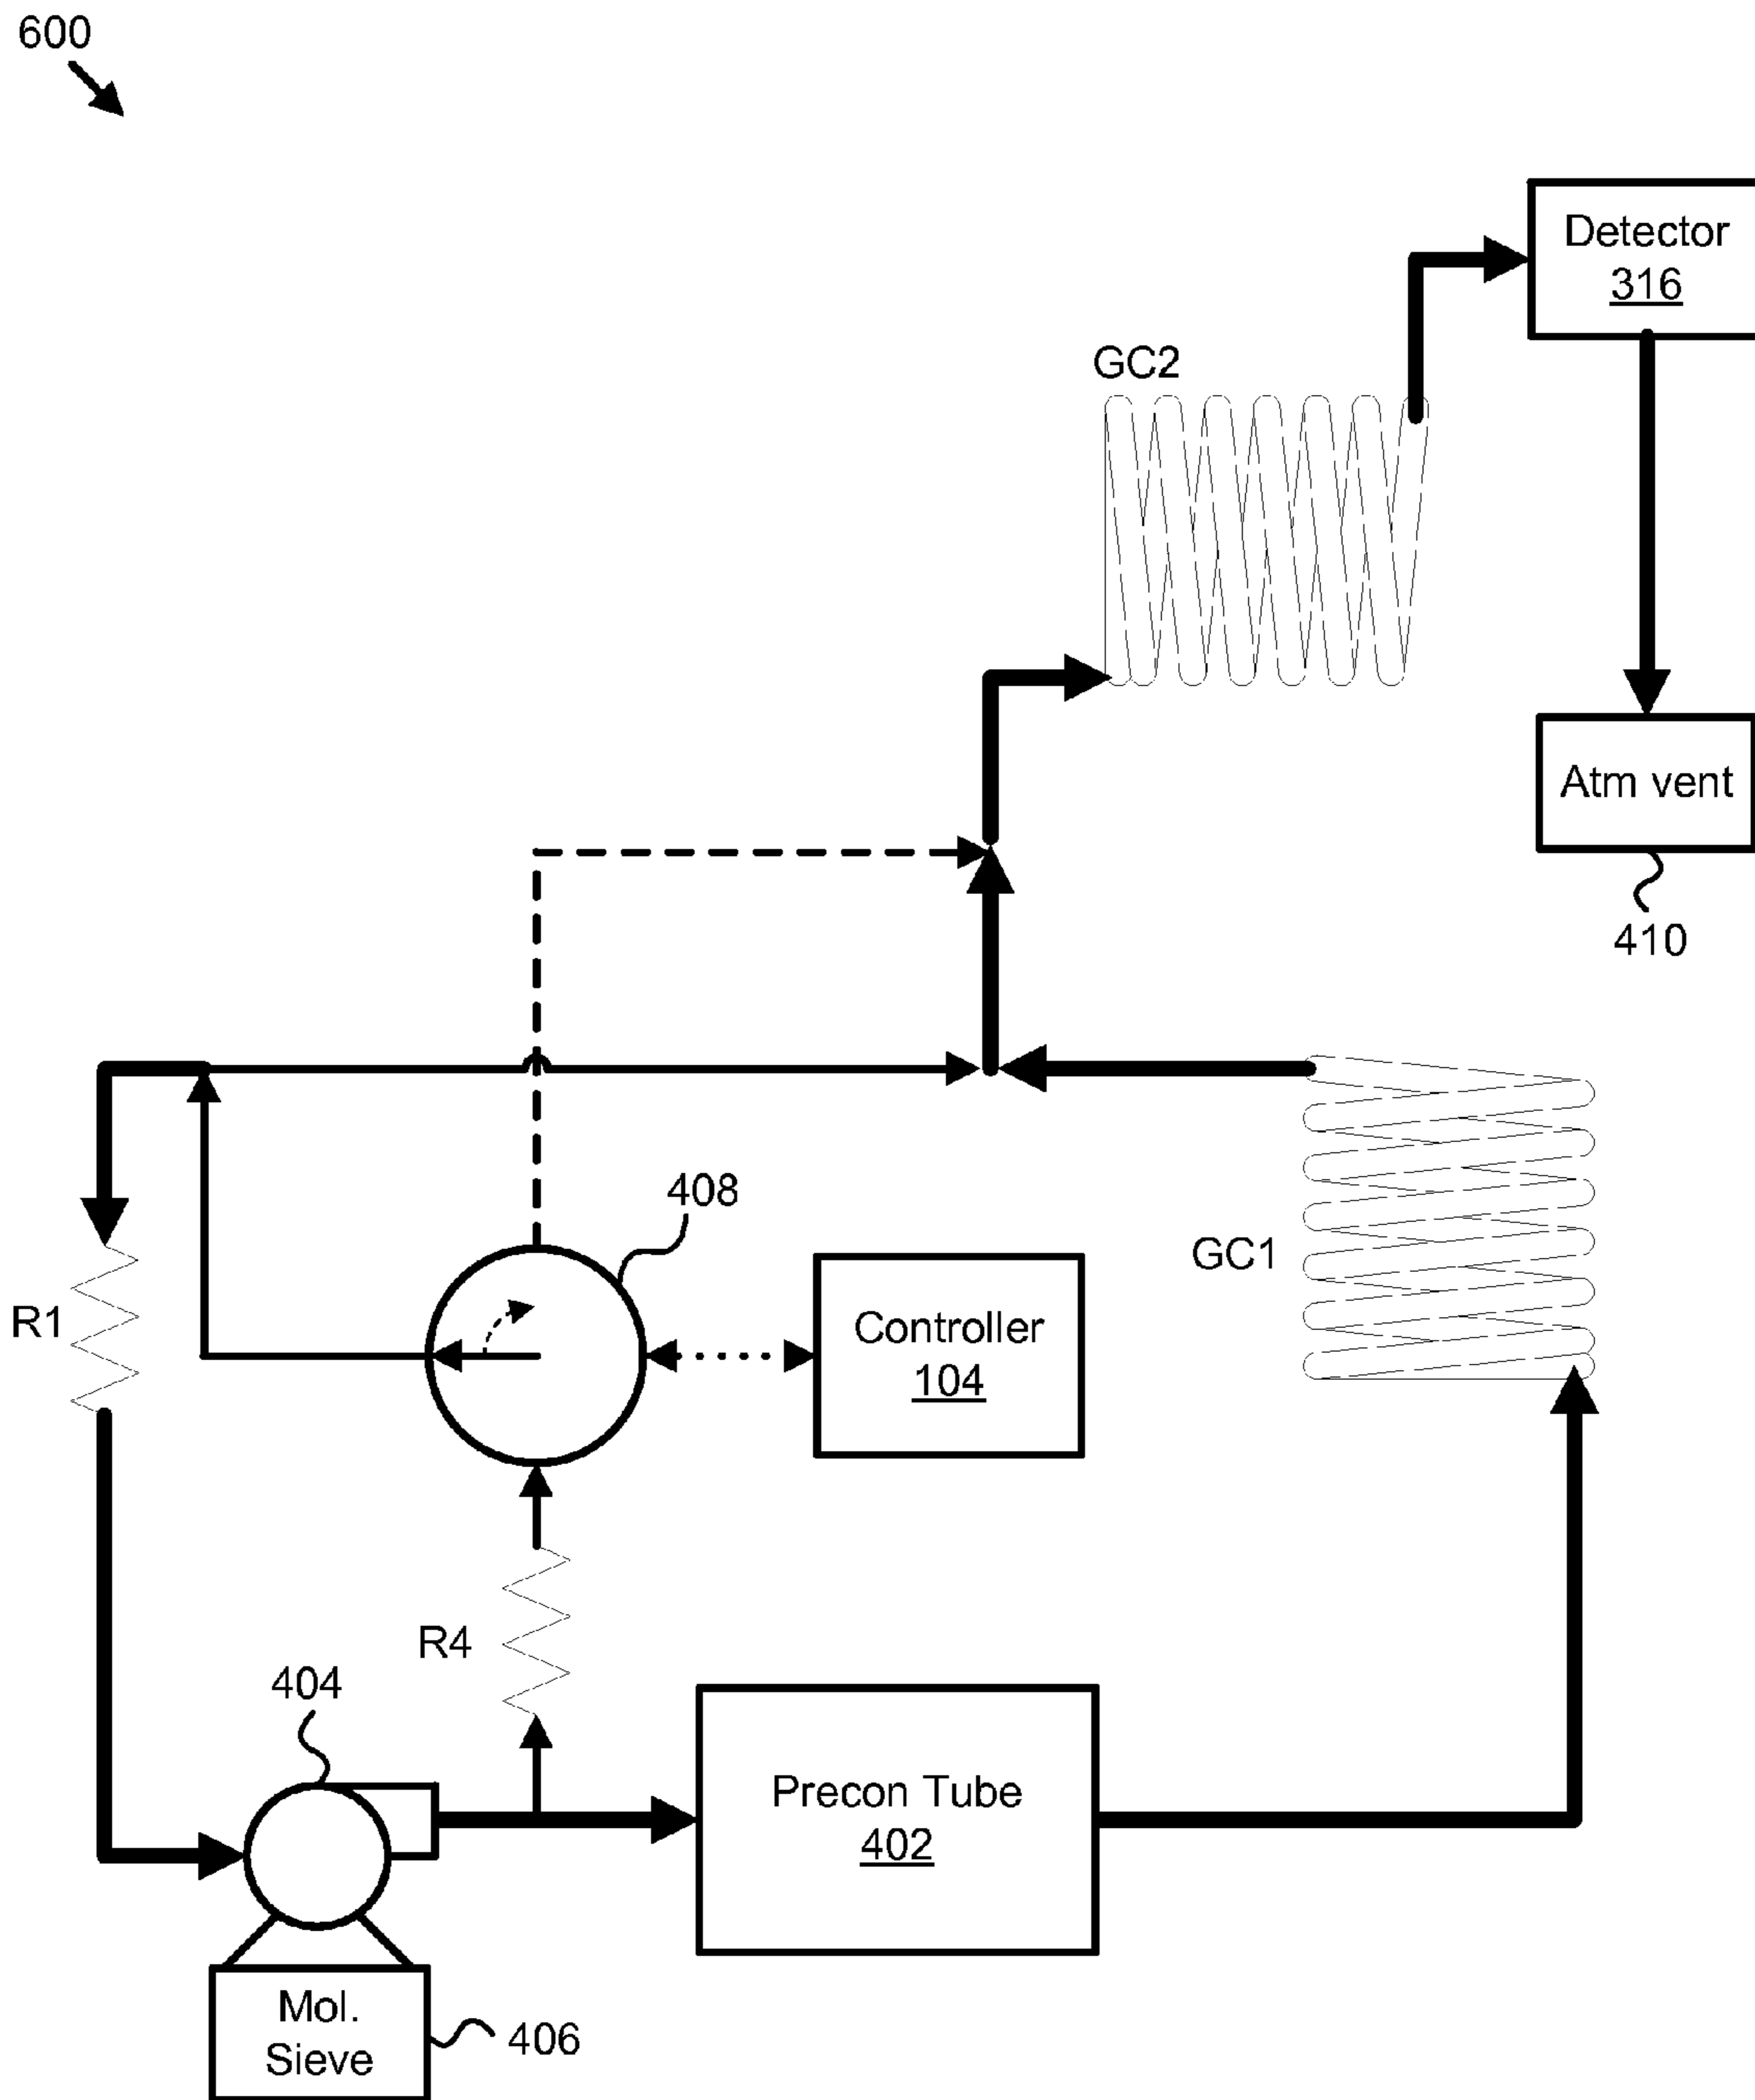 600
Detector
316
GC2
Atm vent
410
408
GC1
R1
Controller
104
R4
404
Precon Tube
402
Mol.
Sieve
406